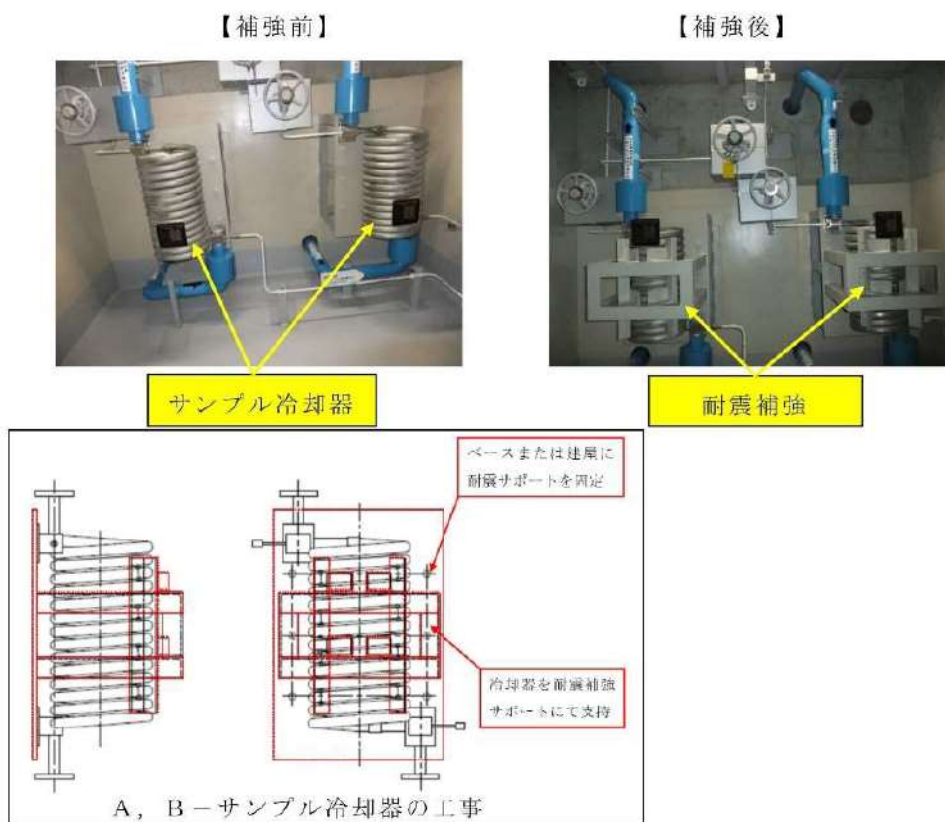 【補強前】
【補強後】
サンプル冷却器
耐震補強
ベースまたは建屋に
耐震サポートを固定
冷却器を耐震補強
サポートにて支持
A，B－サンプル冷却器の工事